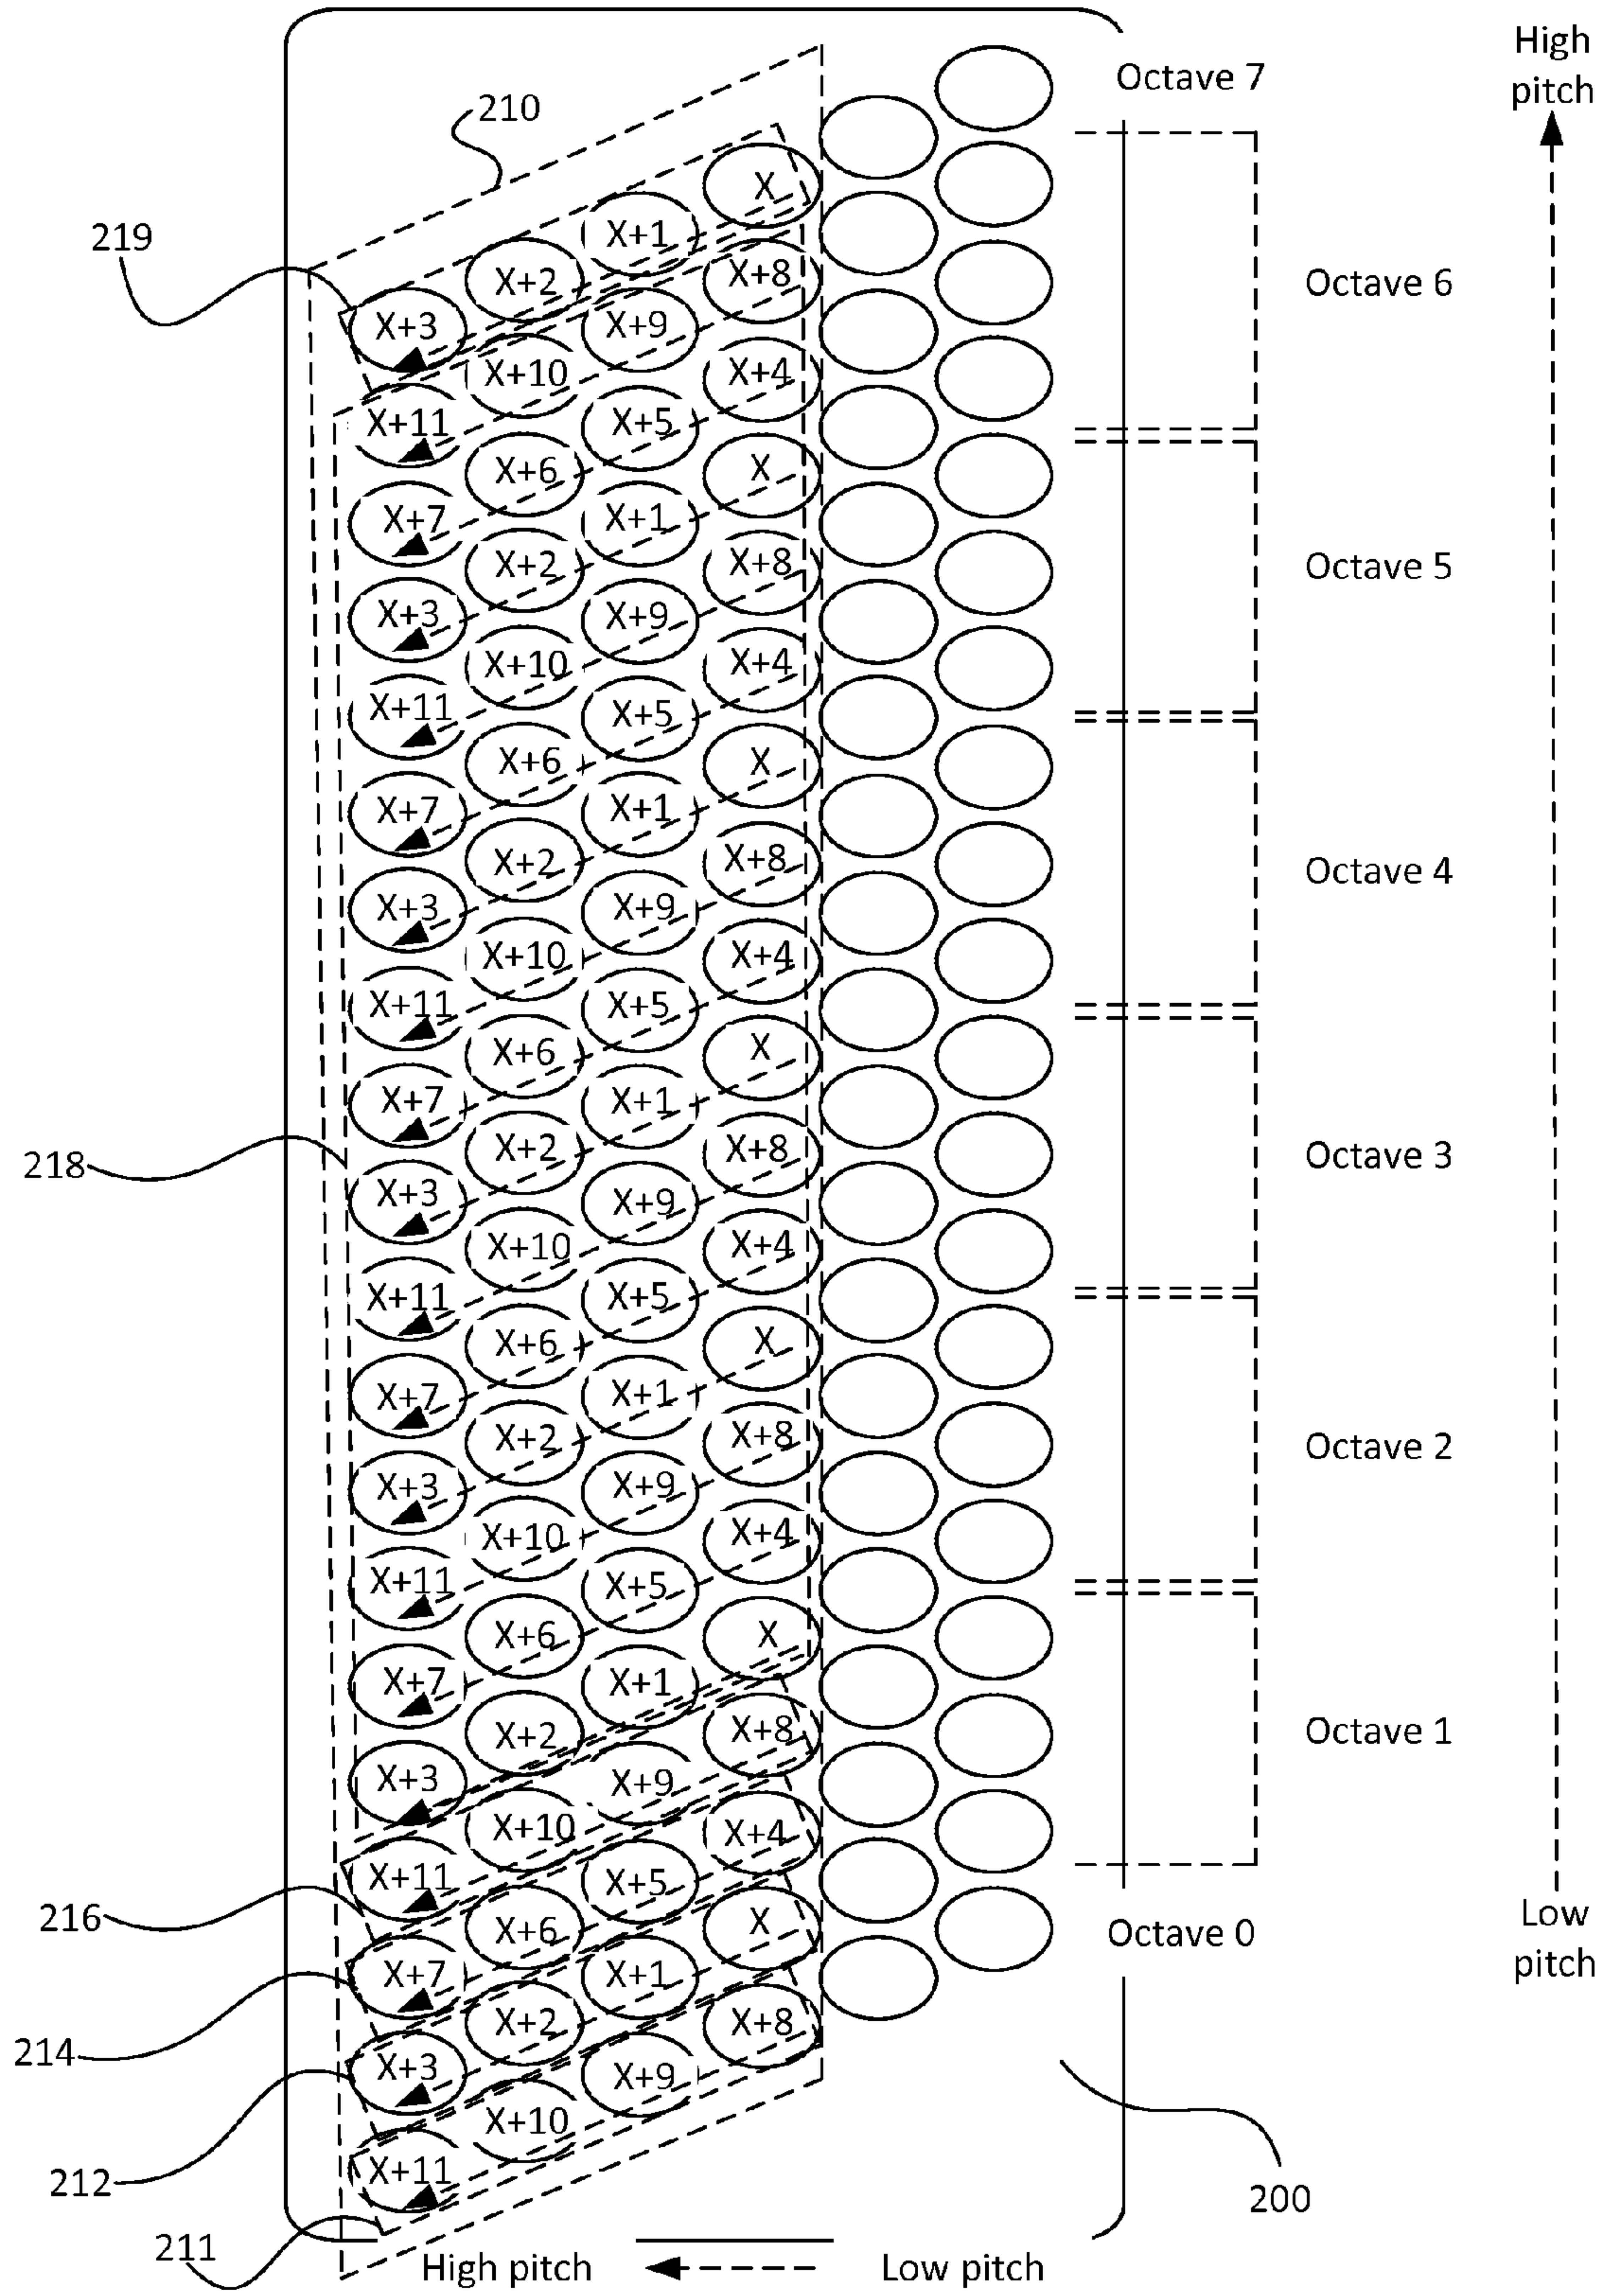 High
pitch
Octave 7
210
X
219
X+1
X+2
X+8
Octave 6
X+3
X+9
X+10
X+4
X+11
X+5
X+6
X
X+7
X+1
X+2
X+8
Octave 5
X+3
X+9
X+10
X+4
X+11
X+5
X+6
X
X+7
X+1
X+2
X+8
Octave 4
X+3
X+9
X+10
X+4
X+11
X+5
X+6
X
X+7
X+1
X+2
X+8
Octave 3
218
X+3
X+9
X+10
X+4
X+11
X+5
X+6
X
X+7
X+1
X+2
X+8
Octave 2
X+3
X+9
X+10
X+4
X+11
X+5
X+6
X
X+7
X+1
X+2
X+8
Octave 1
X+3
X+9
X+10
X+4
X+11
X+5
216
X+6
X
Low
pitch
Octave 0
X+7
X+1
214
X+2
X+8
X+3
X+9
212
X+10
X+11
200
211
High pitch
Low pitch